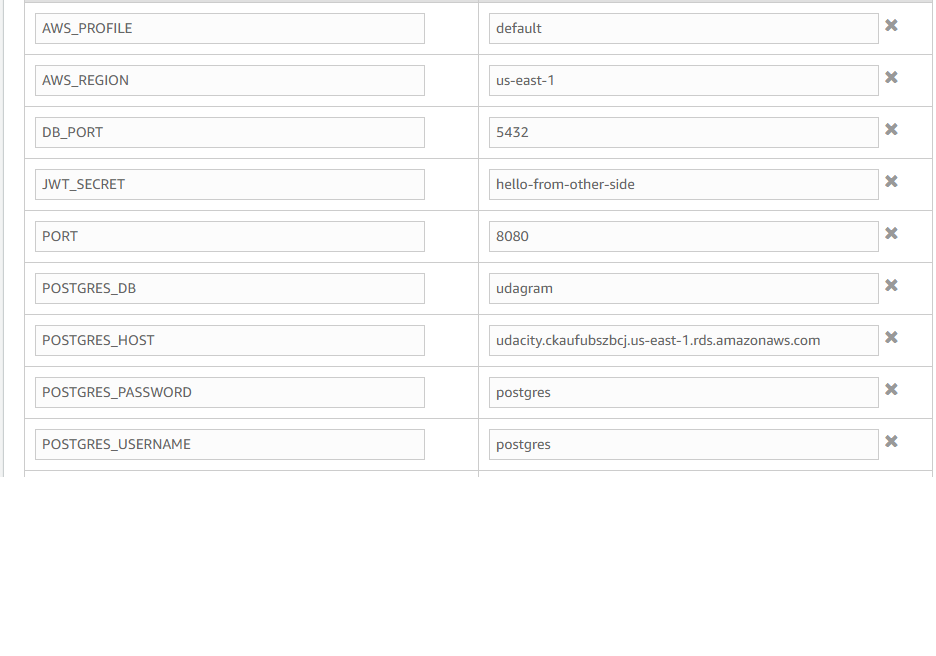 AWS_PROFILE default
AWS_REGION us-east-1
DB_PORT 5432
JWT_SECRET hello-from-other-side
PORT 8080
POSTGRES_DB udagram
POSTGRES_HOST udacity.ckaufubszbcj.us-east-1.rds.amazonaws.com
POSTGRES_PASSWORD postgres
POSTGRES_USERNAME postgres